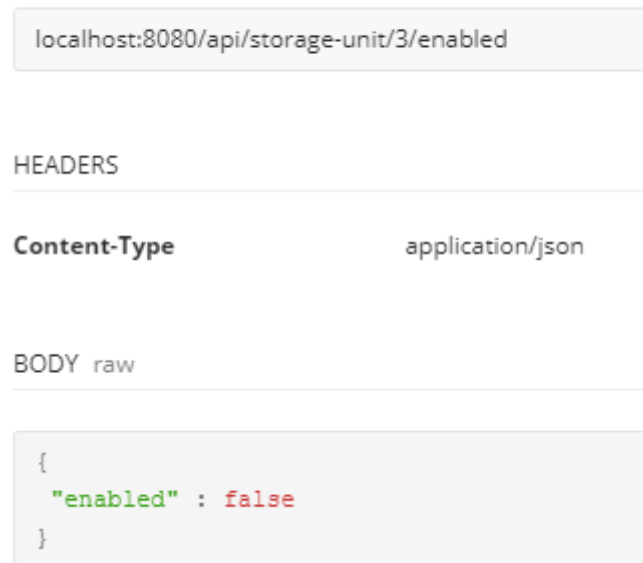 localhost:8080/api/storage-unit/3/enabled
HEADERS
Content-Type application/json
BODY raw
{
"enabled" : false
}